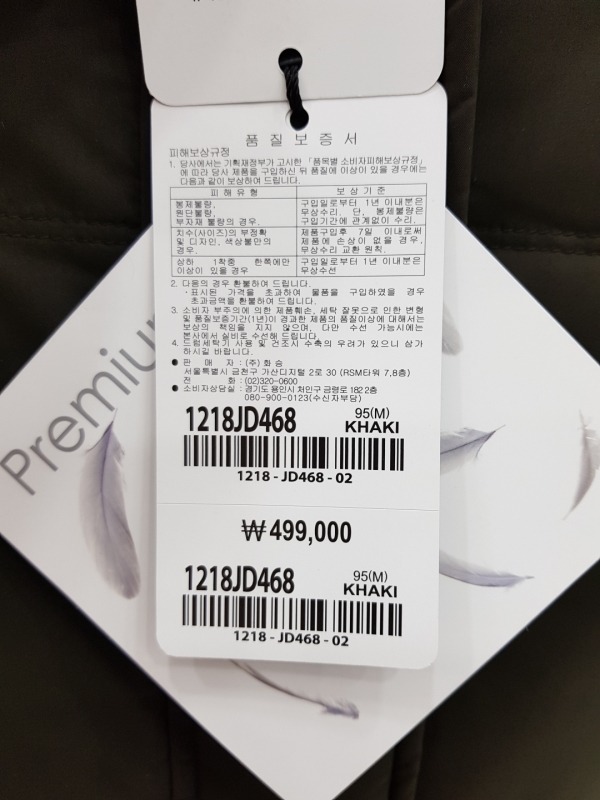 품 질 보 증 서
피해보상규정
1. 당사에서는 기획재정부가 고시한 「품목별 소비자피해보상규정」
에 따라 당사 제품을 구입하신 뒤 품질에 이상이 있을 경우에는
다음과 같이 보상하여 드립니다.
피 해 유 형 보 상 기 준
봉제불량, 구입일로부터 1년 이내분은
원단불량, 무상수리. 단, 봉제불량은
부자재 불량의 경우. 구입기간에 관계없이 수리.
치수(사이즈)의 부정확 제품구입후 7일 이내로써
및 디자인, 색상불만의 제품에 손상이 없을 경우,
경우. 무상수리 교환 원칙.
상하 1착중 한쪽에만 구입일로부터 1년 이내분은
이상이 있을 경우 무상수선
2. 다음의 경우 환불하여 드립니다.
· 표시된 가격을 초과하여 물품을 구입하였을 경우
초과금액을 환불하여 드립니다.
3. 소비자 부주의에 의한 제품훼손, 세탁 잘못으로 인한 변형
및 품질보증기간(1년)이 경과한 제품의 품질이상에 대해서는
보상의 책임을 지지 않으며, 다만 수선 가능시에는
본사에서 실비로 수선해 드립니다.
4. 드럼세탁기 사용 및 건조시 수축의 우려가 있으니 삼가
하시길 바랍니다.
● 판 매 자 : (주) 화 승
서울특별시 금천구 가산디지털 2로 30 (RSM타워 7,8층)
전 화 : (02)320-0600
● 소비자상담실 : 경기도 용인시 처인구 금령로 182 2층
080-900-0123(수신자부담)
1218JD468 95(M)
KHAKI
1218 - JD468 - 02
₩499,000
1218JD468 95(M)
KHAKI
1218 - JD468 - 02
Premiu